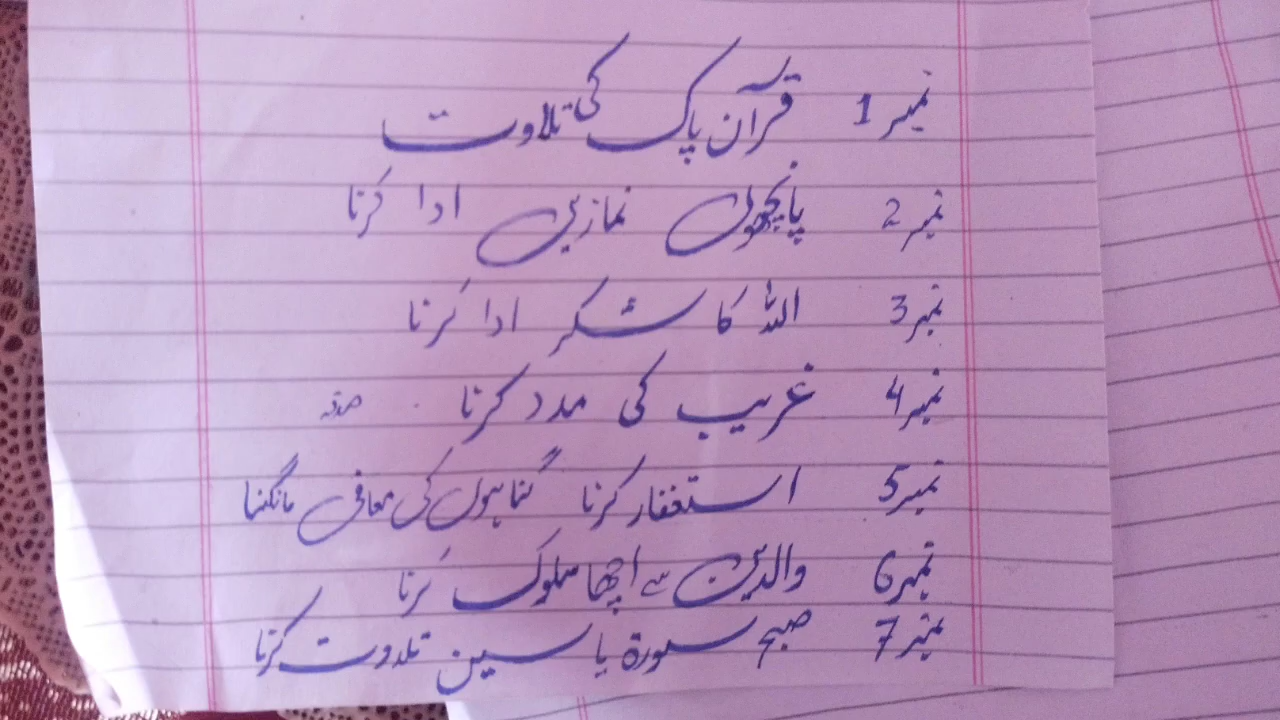 نمبر 1 قرآن پاک کی تلاوت
نمبر 2 پانچوں نمازیں ادا کرنا
نمبر 3 اللہ کا شکر ادا کرنا
نمبر 4 غریب کی مدد کرنا صدقہ
نمبر 5 استغفار کرنا گناہوں کی معافی مانگنا
نمبر 6 والدین سے اچھا سلوک کرنا
نمبر 7 صبح سورۃ یاسین تلاوت کرنا